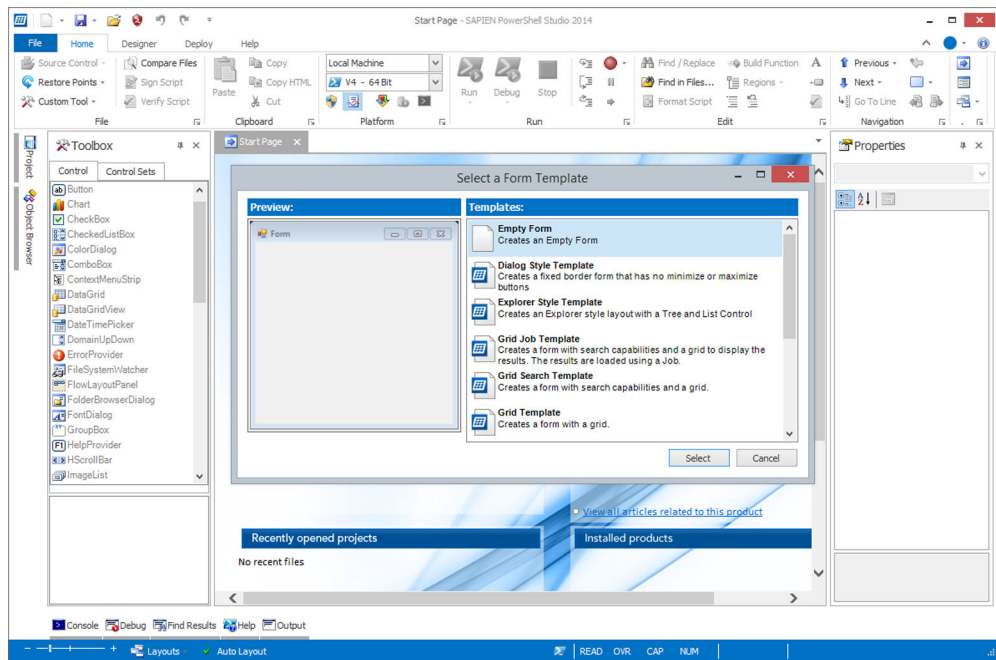 Start Page - SAPIEN PowerShell Studio 2014
File Home Designer Deploy Help
Source Control Compare Files
Restore Points Sign Script
Custom Tool Verify Script
File
Paste
Copy
Copy HTML
Cut
Clipboard
Local Machine
V4 - 64 Bit
Platform
Run Debug Stop
Run
Find / Replace Build Function
Find in Files... Regions
Format Script
Edit
Previous
Next
Go To Line
Navigation
Project
Object Browser
Toolbox
Control Control Sets
Button
Chart
CheckBox
CheckedListBox
ColorDialog
ComboBox
ContextMenuStrip
DataGrid
DataGridView
DateTimePicker
DomainUpDown
ErrorProvider
FileSystemWatcher
FlowLayoutPanel
FolderBrowserDialog
FontDialog
GroupBox
HelpProvider
HScrollBar
ImageList
Start Page
Select a Form Template
Preview:
Form
Templates:
Empty Form
Creates an Empty Form
Dialog Style Template
Creates a fixed border form that has no minimize or maximize
buttons
Explorer Style Template
Creates an Explorer style layout with a Tree and List Control
Grid Job Template
Creates a form with search capabilities and a grid to display the
results. The results are loaded using a Job.
Grid Search Template
Creates a form with search capabilities and a grid.
Grid Template
Creates a form with a grid.
Select Cancel
View all articles related to this product
Recently opened projects
No recent files
Installed products
Properties
Console Debug Find Results Help Output
Layouts Auto Layout
READ OVR CAP NUM